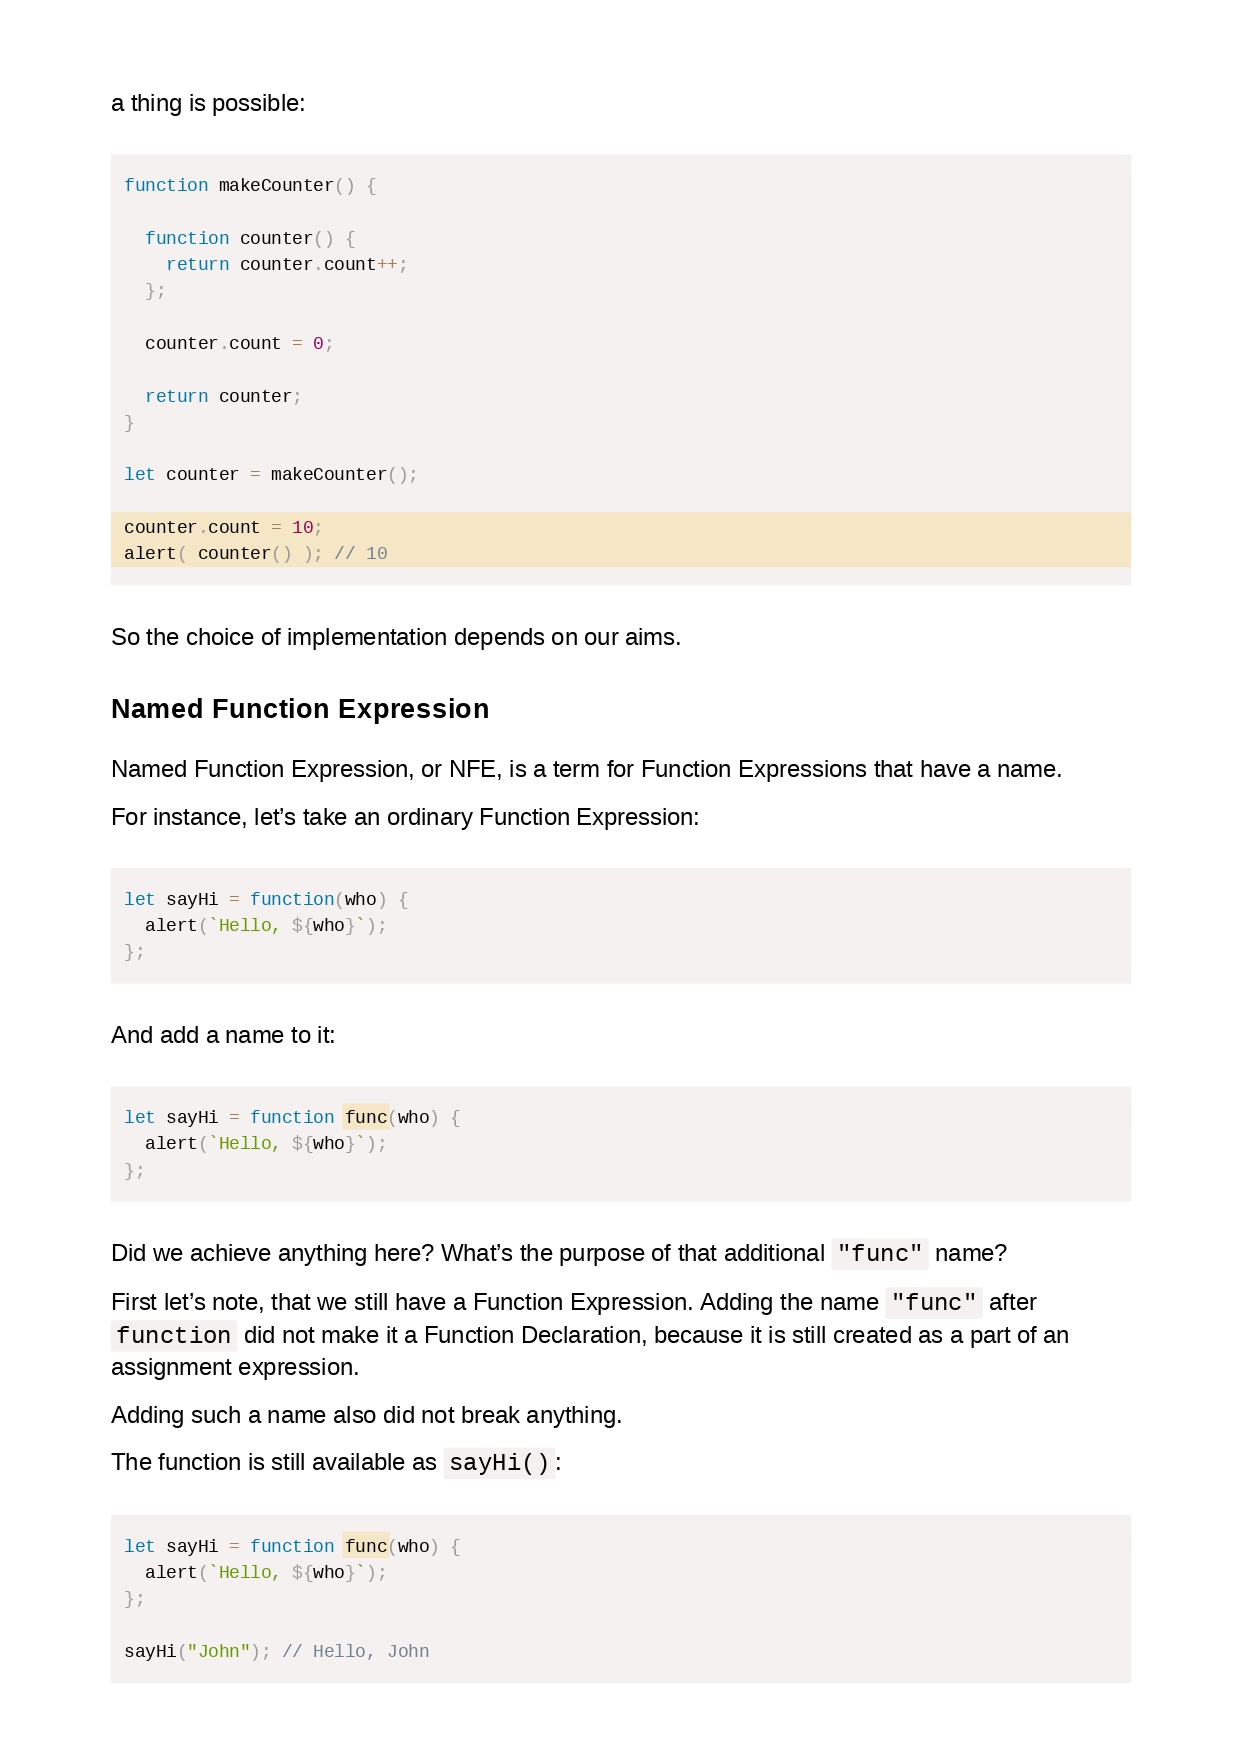 a thing is possible:
function makeCounter() {
  function counter() {
    return counter.count++;
  };
  counter.count = 0;
  return counter;
}
let counter = makeCounter();
counter.count = 10;
alert( counter() ); // 10
So the choice of implementation depends on our aims.
Named Function Expression
Named Function Expression, or NFE, is a term for Function Expressions that have a name.
For instance, let’s take an ordinary Function Expression:
let sayHi = function(who) {
  alert(`Hello, ${who}`);
};
And add a name to it:
let sayHi = function func(who) {
  alert(`Hello, ${who}`);
};
Did we achieve anything here? What’s the purpose of that additional "func" name?
First let’s note, that we still have a Function Expression. Adding the name "func" after
function did not make it a Function Declaration, because it is still created as a part of an
assignment expression.
Adding such a name also did not break anything.
The function is still available as sayHi():
let sayHi = function func(who) {
  alert(`Hello, ${who}`);
};
sayHi("John"); // Hello, John